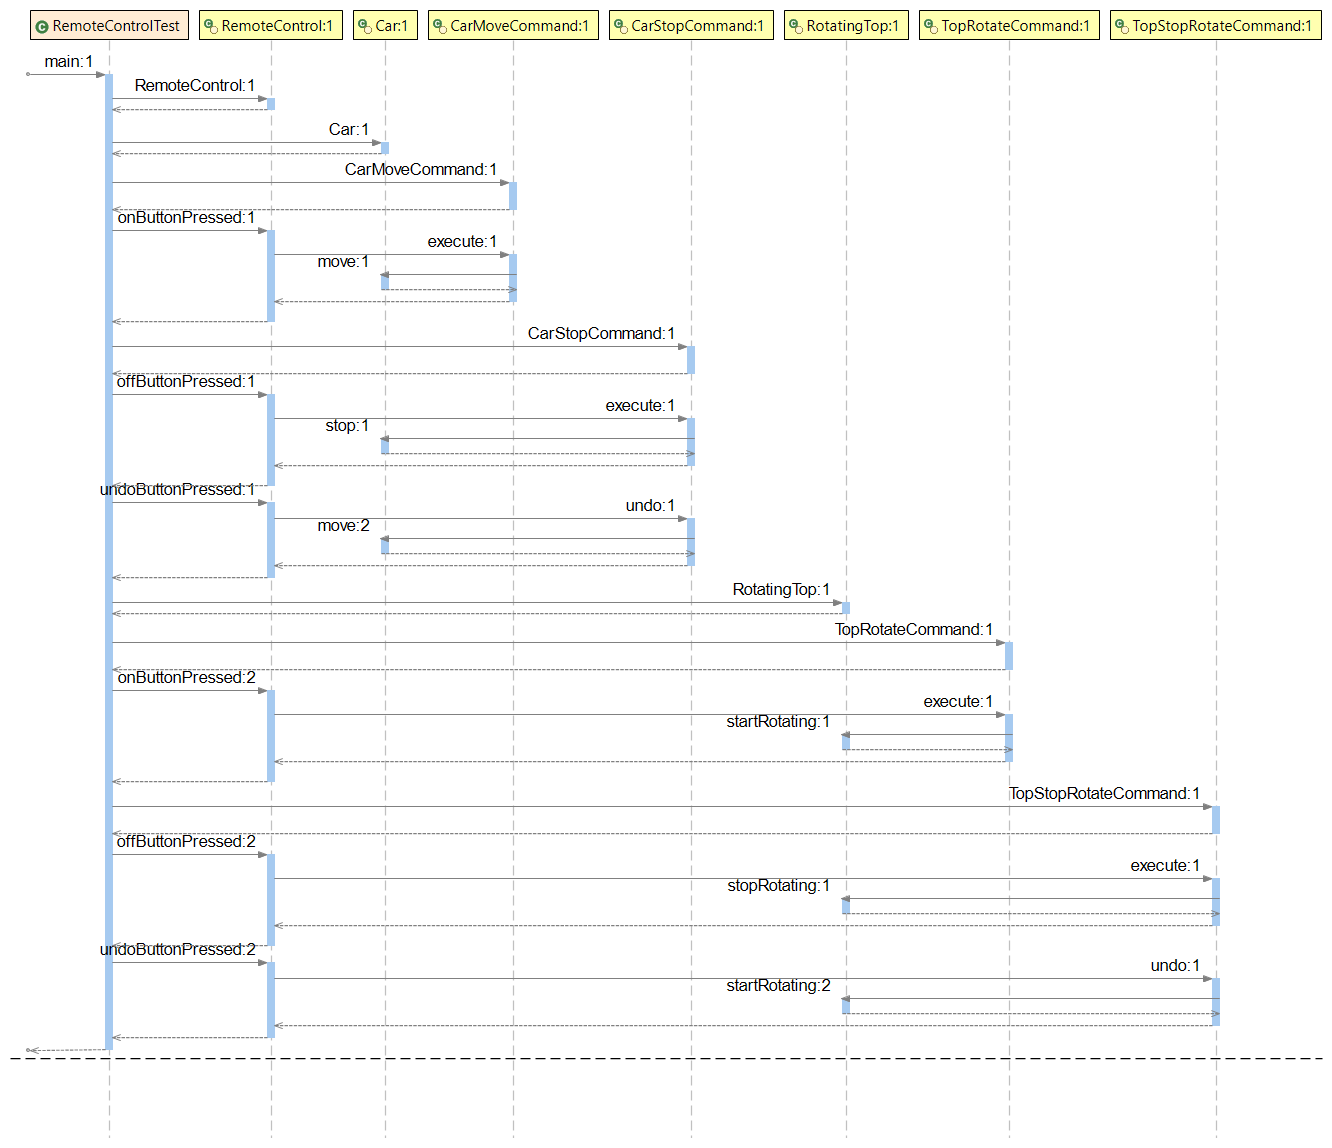 RemoteControlTest
RemoteControl:1
Car:1
CarMoveCommand:1
CarStopCommand:1
RotatingTop:1
TopRotateCommand:1
TopStopRotateCommand:1
main:1
RemoteControl:1
Car:1
CarMoveCommand:1
onButtonPressed:1
execute:1
move:1
CarStopCommand:1
offButtonPressed:1
execute:1
stop:1
undoButtonPressed:1
undo:1
move:2
RotatingTop:1
TopRotateCommand:1
onButtonPressed:2
execute:1
startRotating:1
TopStopRotateCommand:1
offButtonPressed:2
execute:1
stopRotating:1
undoButtonPressed:2
undo:1
startRotating:2